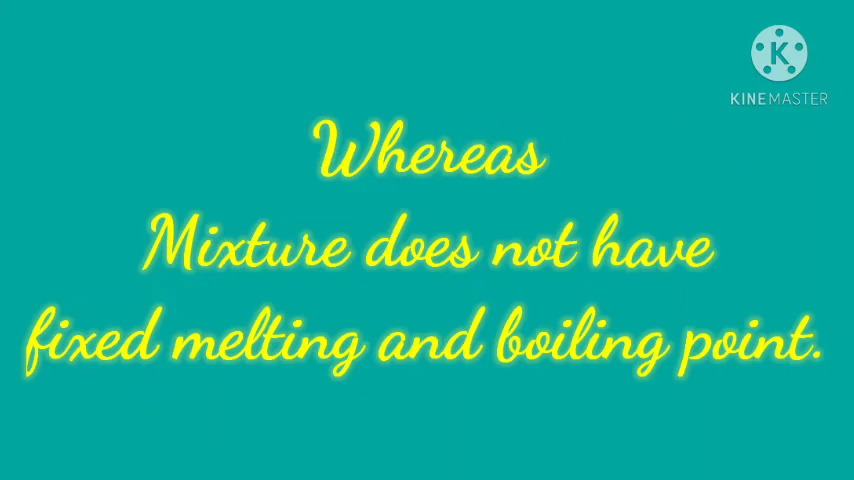 K
KINEMASTER
Whereas
Mixture does not have
fixed melting and boiling point.